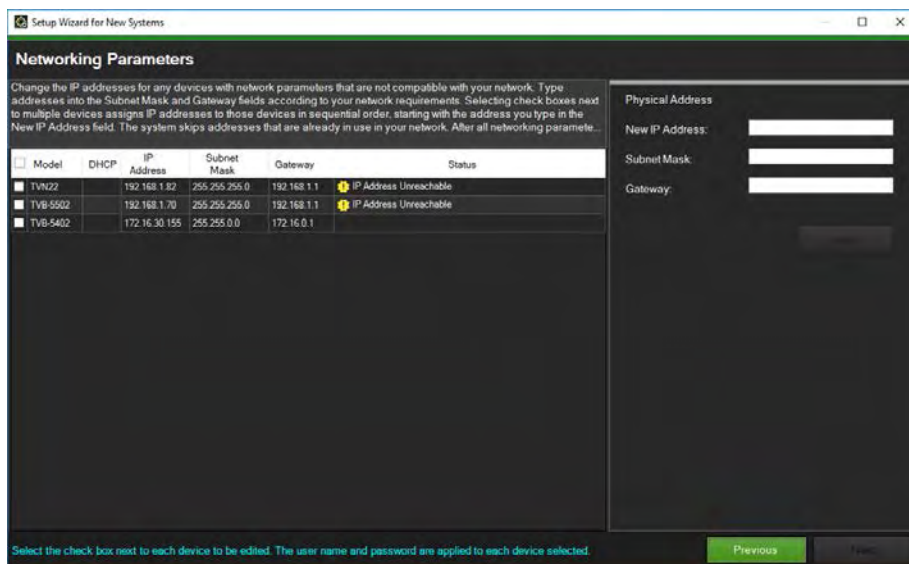 Setup Wizard for New Systems
Networking Parameters
Change the IP addresses for any devices with network parameters that are not compatible with your network. Type
addresses into the Subnet Mask and Gateway fields according to your network requirements. Selecting check boxes next
to multiple devices assigns IP addresses to those devices in sequential order, starting with the address you type in the
New IP Address field. The system skips addresses that are already in use in your network. After all networking paramete...
Model DHCP IP Address Subnet Mask Gateway Status
TVN22 192.168.1.82 255.255.255.0 192.168.1.1 IP Address Unreachable
TVB-5502 192.168.1.70 255.255.255.0 192.168.1.1 IP Address Unreachable
TVB-5402 172.16.30.155 255.255.0.0 172.16.0.1
Physical Address
New IP Address:
Subnet Mask:
Gateway:
Select the check box next to each device to be edited. The user name and password are applied to each device selected.
Previous
Next